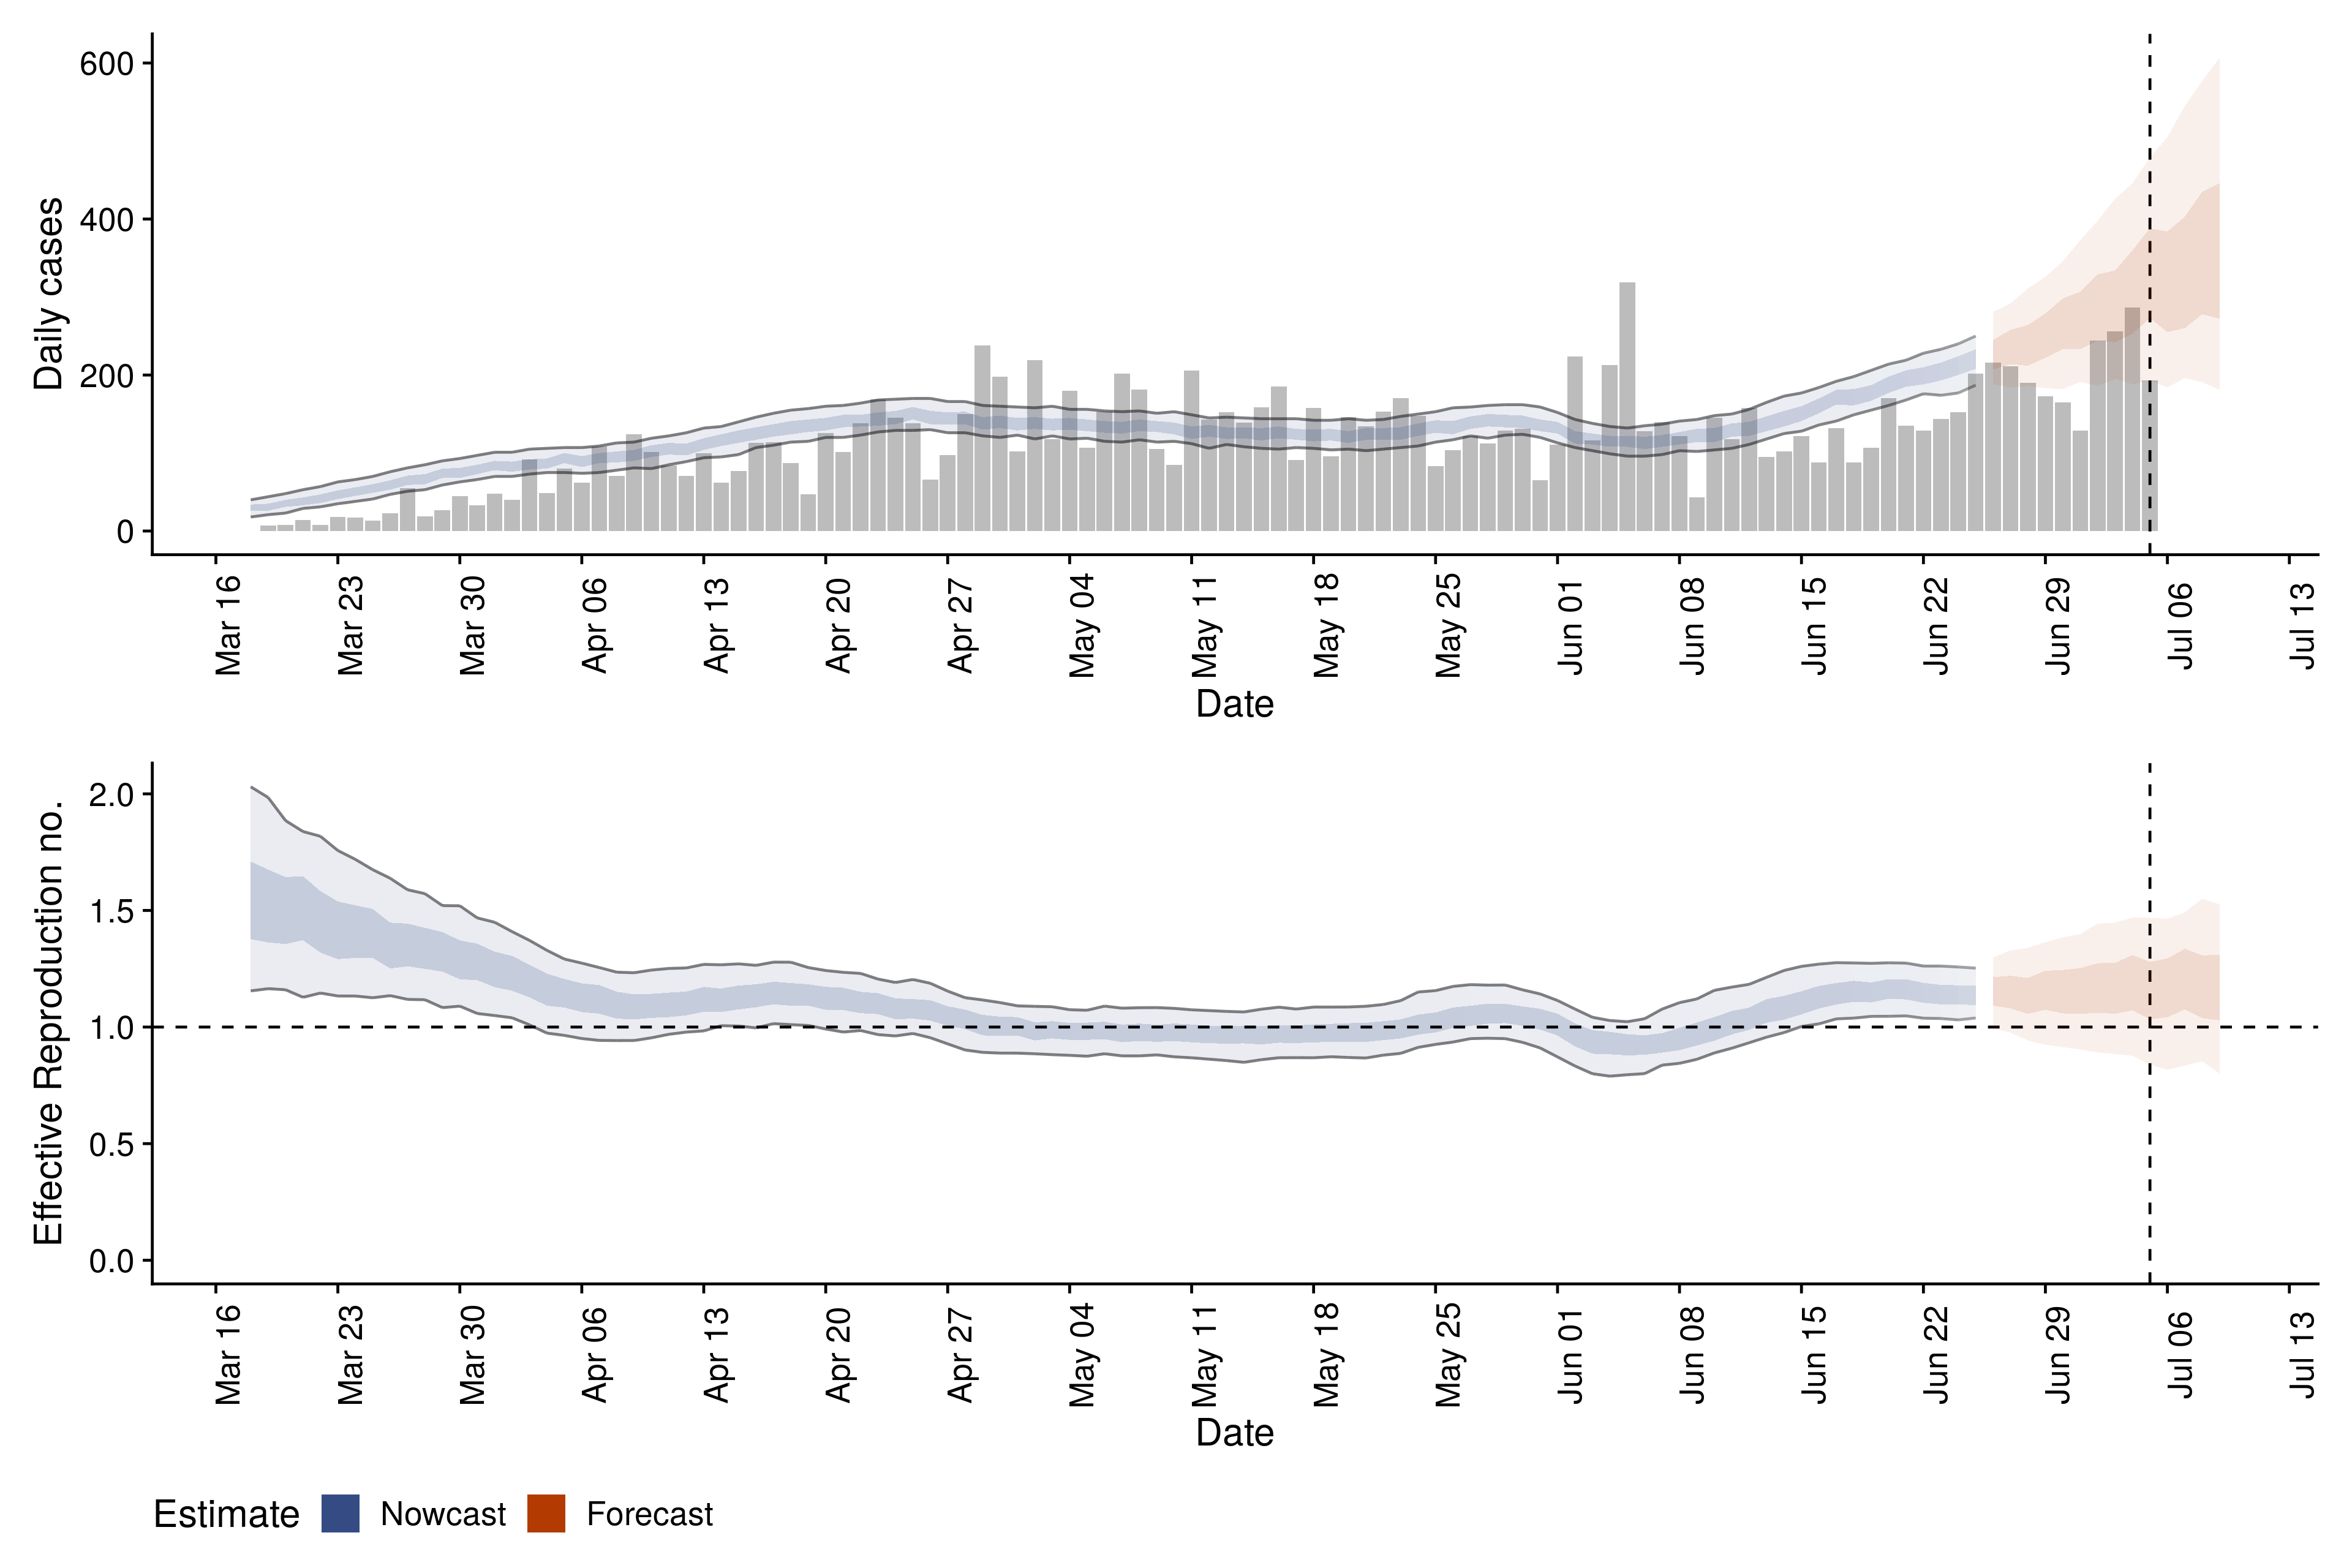 600
400
200
0
Daily cases
Mar 16 Mar 23 Mar 30 Apr 06 Apr 13 Apr 20 Apr 27 May 04 May 11 May 18 May 25 Jun 01 Jun 08 Jun 15 Jun 22 Jun 29 Jul 06 Jul 13
Date
2.0
1.5
1.0
0.5
0.0
Effective Reproduction no.
Mar 16 Mar 23 Mar 30 Apr 06 Apr 13 Apr 20 Apr 27 May 04 May 11 May 18 May 25 Jun 01 Jun 08 Jun 15 Jun 22 Jun 29 Jul 06 Jul 13
Date
Estimate Nowcast Forecast